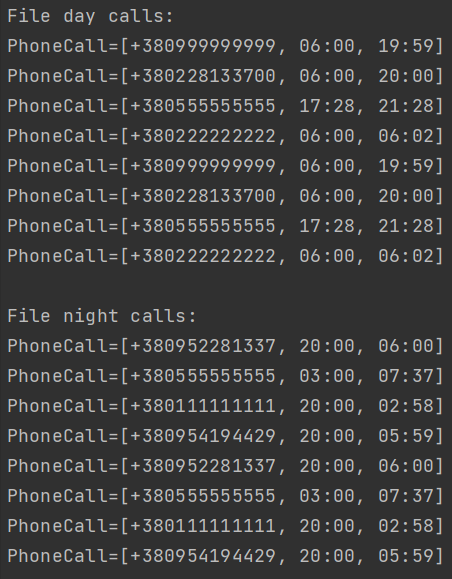 File day calls:
PhoneCall=[+380999999999, 06:00, 19:59]
PhoneCall=[+380228133700, 06:00, 20:00]
PhoneCall=[+380555555555, 17:28, 21:28]
PhoneCall=[+380222222222, 06:00, 06:02]
PhoneCall=[+380999999999, 06:00, 19:59]
PhoneCall=[+380228133700, 06:00, 20:00]
PhoneCall=[+380555555555, 17:28, 21:28]
PhoneCall=[+380222222222, 06:00, 06:02]

File night calls:
PhoneCall=[+380952281337, 20:00, 06:00]
PhoneCall=[+380555555555, 03:00, 07:37]
PhoneCall=[+380111111111, 20:00, 02:58]
PhoneCall=[+380954194429, 20:00, 05:59]
PhoneCall=[+380952281337, 20:00, 06:00]
PhoneCall=[+380555555555, 03:00, 07:37]
PhoneCall=[+380111111111, 20:00, 02:58]
PhoneCall=[+380954194429, 20:00, 05:59]